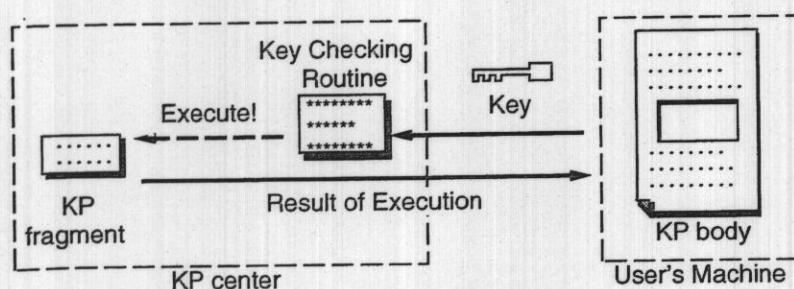 Key Checking
Routine
Key
Execute!
********
******
********
KP
fragment
Result of Execution
KP body
KP center
User's Machine